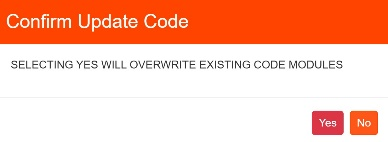 Confirm Update Code
SELECTING YES WILL OVERWRITE EXISTING CODE MODULES
Yes No